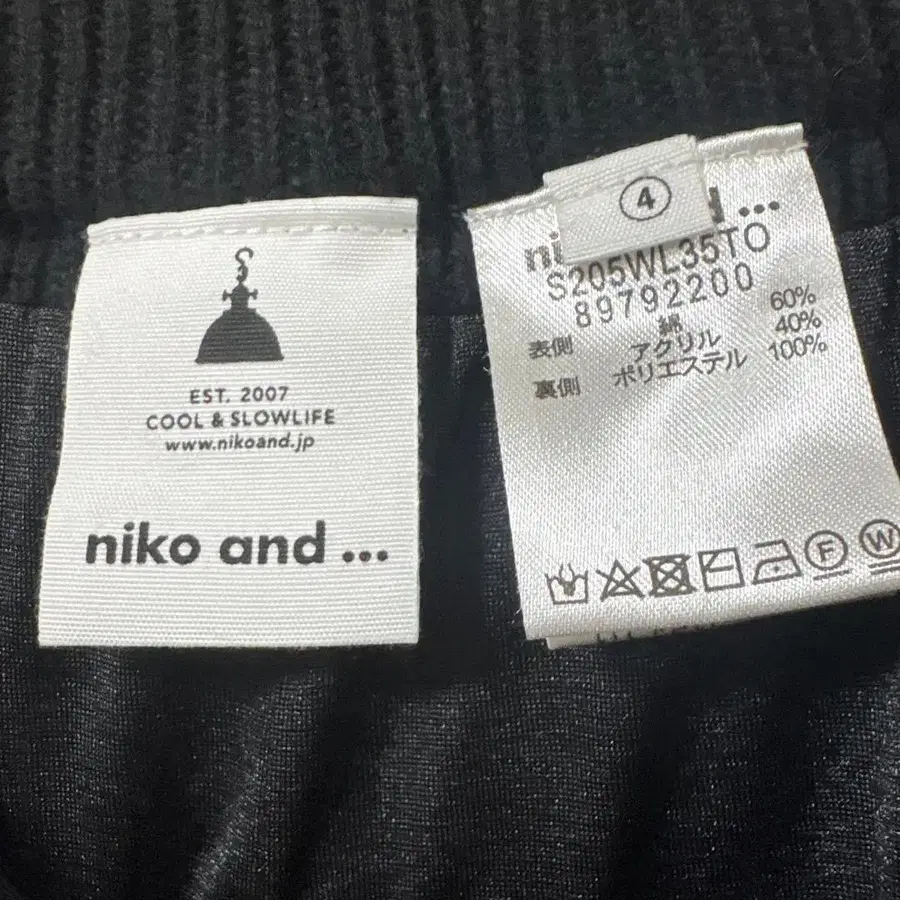 EST. 2007
COOL & SLOWLIFE
www.nikoand.jp
niko and ...
④
ni d ...
S205WL35TO
89792200
表側 綿 60%
アクリル 40%
裏側 ポリエステル 100%
F W